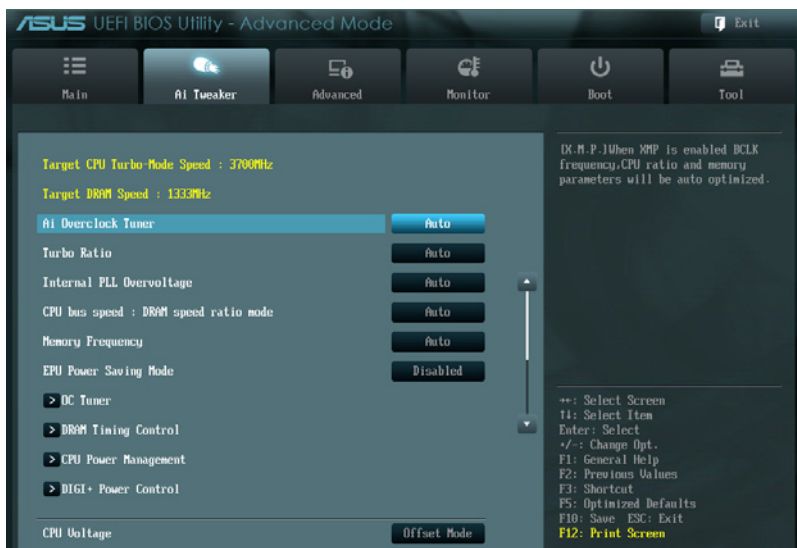 ASUS UEFI BIOS Utility - Advanced Mode
Exit
Main
Ai Tweaker
Advanced
Monitor
Boot
Tool
Target CPU Turbo-Mode Speed : 3700MHz
Target DRAM Speed : 1333MHz
Ai Overclock Tuner Auto
Turbo Ratio Auto
Internal PLL Overvoltage Auto
CPU bus speed : DRAM speed ratio mode Auto
Memory Frequency Auto
EPU Power Saving Mode Disabled
> OC Tuner
> DRAM Timing Control
> CPU Power Management
> DIGI+ Power Control
CPU Voltage Offset Mode
[X.M.P.]When XMP is enabled BCLK
frequency,CPU ratio and memory
parameters will be auto optimized.
→←: Select Screen
↑↓: Select Item
Enter: Select
+/-: Change Opt.
F1: General Help
F2: Previous Values
F3: Shortcut
F5: Optimized Defaults
F10: Save ESC: Exit
F12: Print Screen